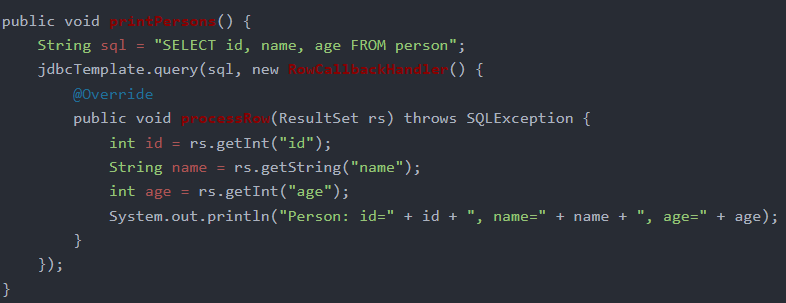 public void printPersons() {
    String sql = "SELECT id, name, age FROM person";
    jdbcTemplate.query(sql, new RowCallbackHandler() {
        @Override
        public void processRow(ResultSet rs) throws SQLException {
            int id = rs.getInt("id");
            String name = rs.getString("name");
            int age = rs.getInt("age");
            System.out.println("Person: id=" + id + ", name=" + name + ", age=" + age);
        }
    });
}